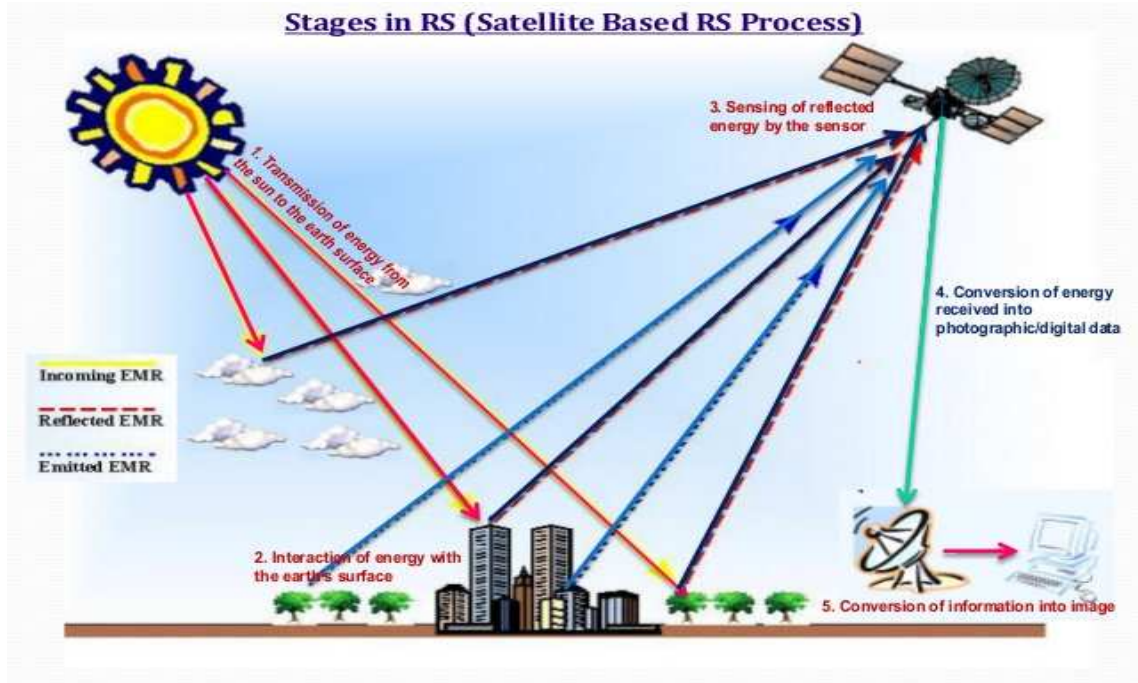 Stages in RS (Satellite Based RS Process)
3. Sensing of reflected
energy by the sensor
1. Transmission of energy from
the sun to the earth surface
4. Conversion of energy
received into
photographic/digital data
Incoming EMR
Reflected EMR
Emitted EMR
2. Interaction of energy with
the earth's surface
5. Conversion of information into image